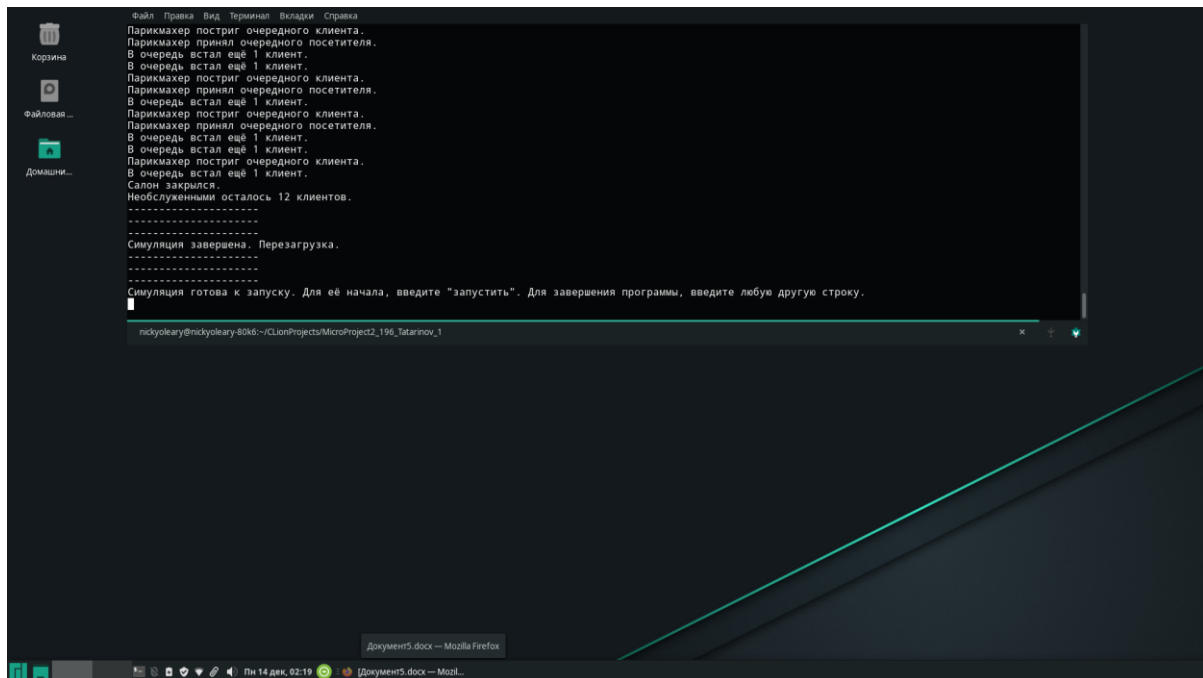 Файл Правка Вид Терминал Вкладки Справка
Парикмахер постриг очередного клиента.
Парикмахер принял очередного посетителя.
В очередь встал ещё 1 клиент.
В очередь встал ещё 1 клиент.
Парикмахер постриг очередного клиента.
Парикмахер принял очередного посетителя.
В очередь встал ещё 1 клиент.
Парикмахер постриг очередного клиента.
Парикмахер принял очередного посетителя.
В очередь встал ещё 1 клиент.
В очередь встал ещё 1 клиент.
Парикмахер постриг очередного клиента.
В очередь встал ещё 1 клиент.
Салон закрылся.
Необслуженными осталось 12 клиентов.
---------------------
---------------------
---------------------
Симуляция завершена. Перезагрузка.
---------------------
---------------------
---------------------
Симуляция готова к запуску. Для её начала, введите "запустить". Для завершения программы, введите любую другую строку.
nickyoleary@nickyoleary-80k6:~/CLionProjects/MicroProject2_196_Tatarinov_1
Корзина
Файловая ...
Домашни...
Документ5.docx — Mozilla Firefox
Пн 14 дек, 02:19
[Документ5.docx — Mozil...